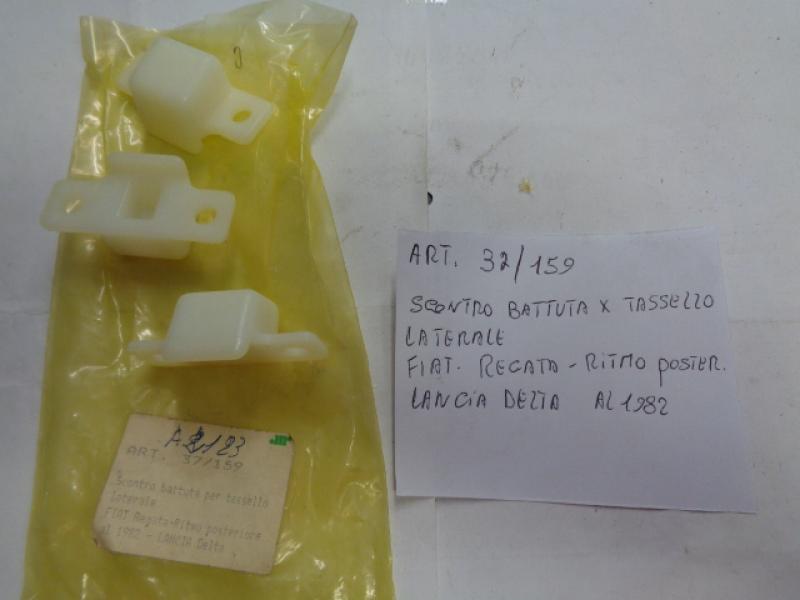 ART. 32/159
SCONTRO BATTUTA X TASSELLO
LATERALE
FIAT. REGATA - RITMO POSTER.
LANCIA DELTA AL 1982
ART. 37/159
Scontro battuta per tassello
laterale
FIAT Regata-Ritmo posteriore
al 1982 - LANCIA Delta